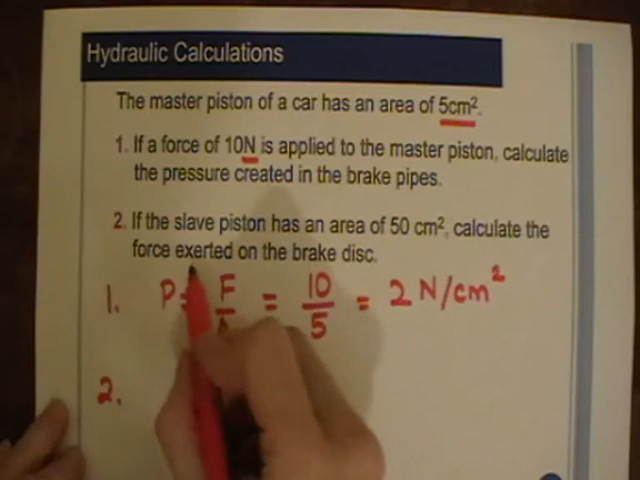 Hydraulic Calculations
The master piston of a car has an area of 5cm².
1. If a force of 10N is applied to the master piston, calculate
the pressure created in the brake pipes.
2. If the slave piston has an area of 50 cm², calculate the
force exerted on the brake disc.
1. P = F = 10 = 2 N/cm²
5
2.